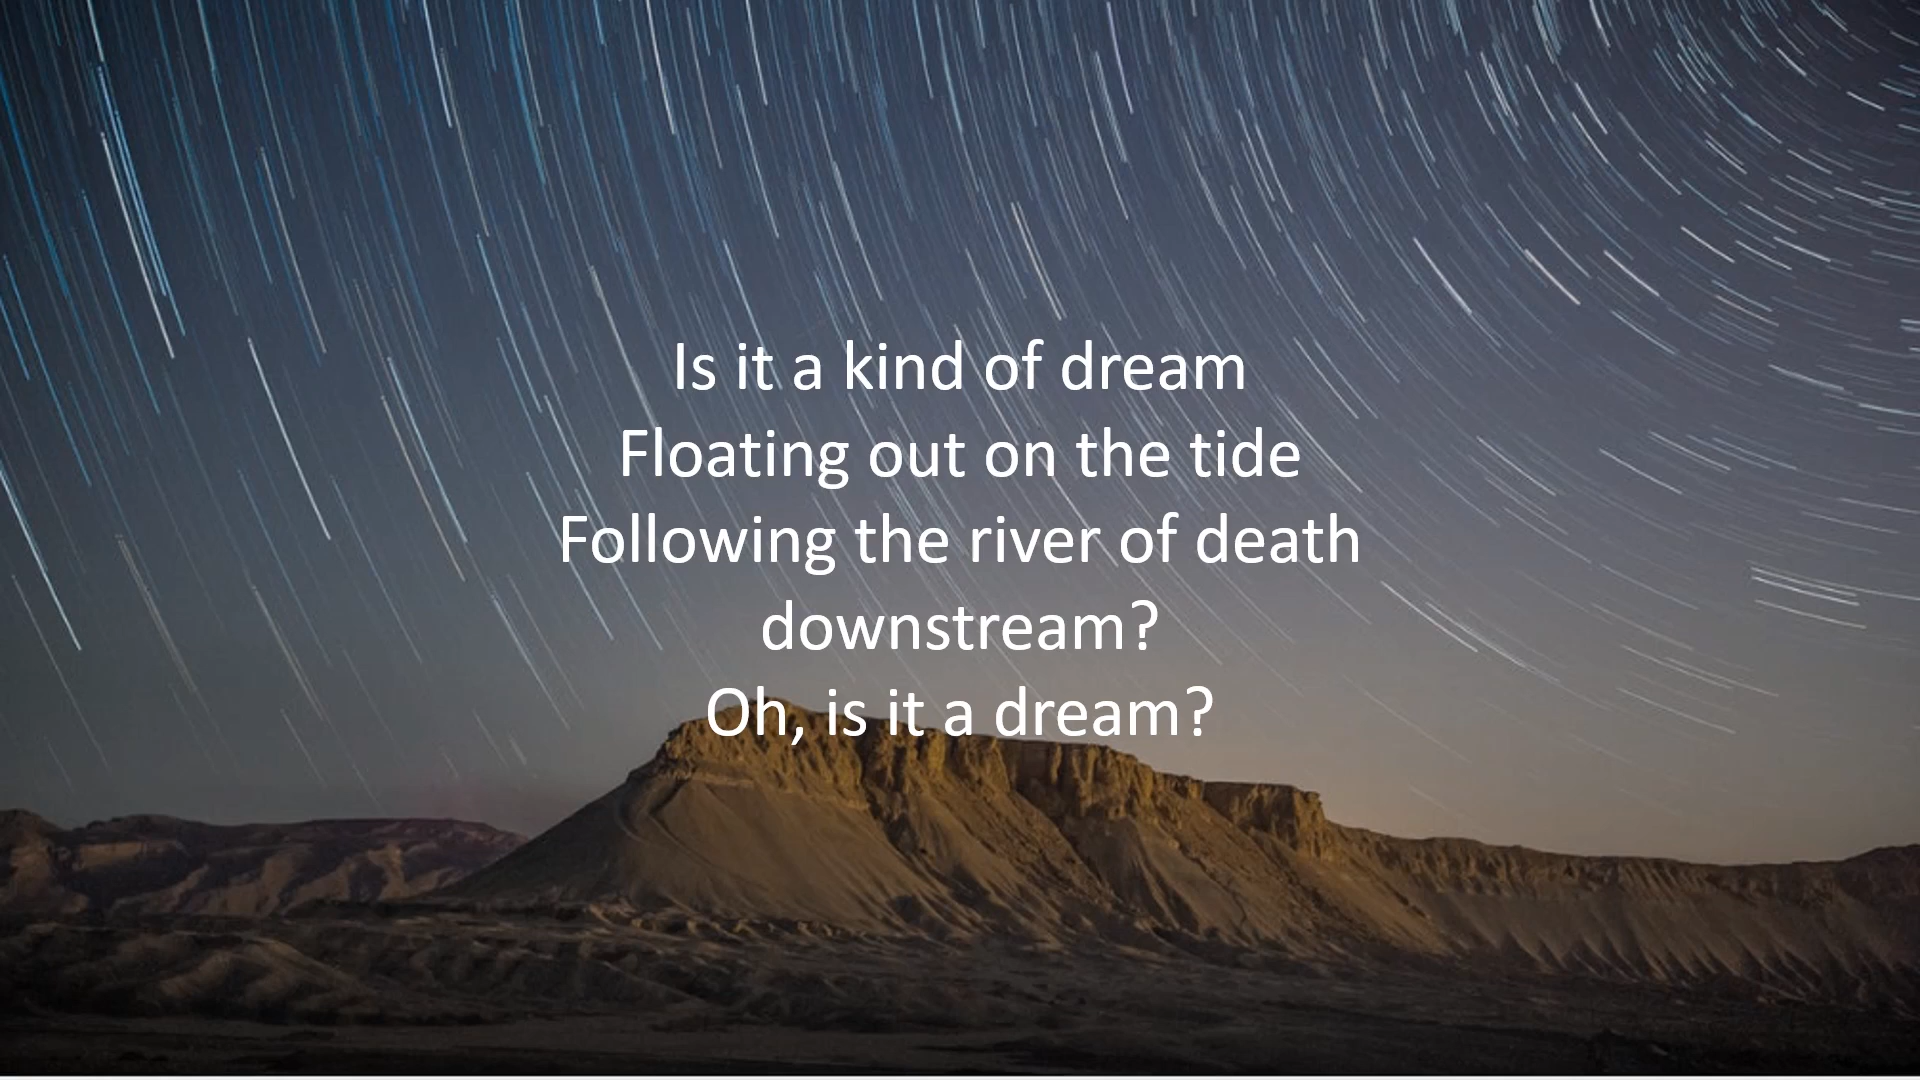 Is it a kind of dream
Floating out on the tide
Following the river of death
downstream?
Oh, is it a dream?